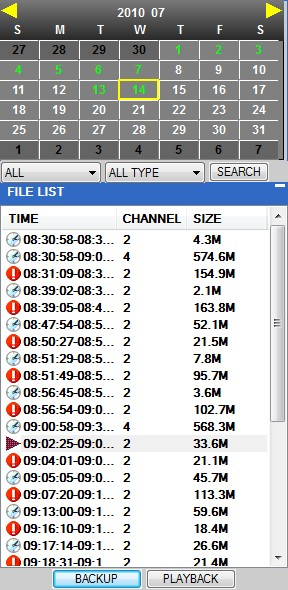 2010 07
S M T W T F S
27 28 29 30 1 2 3
4 5 6 7 8 9 10
11 12 13 14 15 16 17
18 19 20 21 22 23 24
25 26 27 28 29 30 31
1 2 3 4 5 6 7
ALL ALL TYPE SEARCH
FILE LIST
TIME CHANNEL SIZE
08:30:58-08:3... 2 4.3M
08:30:58-09:0... 4 574.6M
08:31:09-08:3... 2 154.9M
08:39:02-08:3... 2 2.1M
08:39:05-08:4... 2 163.8M
08:47:54-08:5... 2 52.1M
08:50:27-08:5... 2 21.5M
08:51:29-08:5... 2 7.8M
08:51:49-08:5... 2 95.7M
08:56:45-08:5... 2 3.6M
08:56:54-09:0... 2 102.7M
09:00:58-09:3... 4 568.3M
09:02:25-09:0... 2 33.6M
09:04:01-09:0... 2 21.1M
09:05:05-09:0... 2 45.7M
09:07:20-09:1... 2 113.3M
09:13:00-09:1... 2 59.6M
09:16:10-09:1... 2 18.4M
09:17:14-09:1... 2 26.6M
09:18:31-09:1... 2 21.4M
BACKUP PLAYBACK